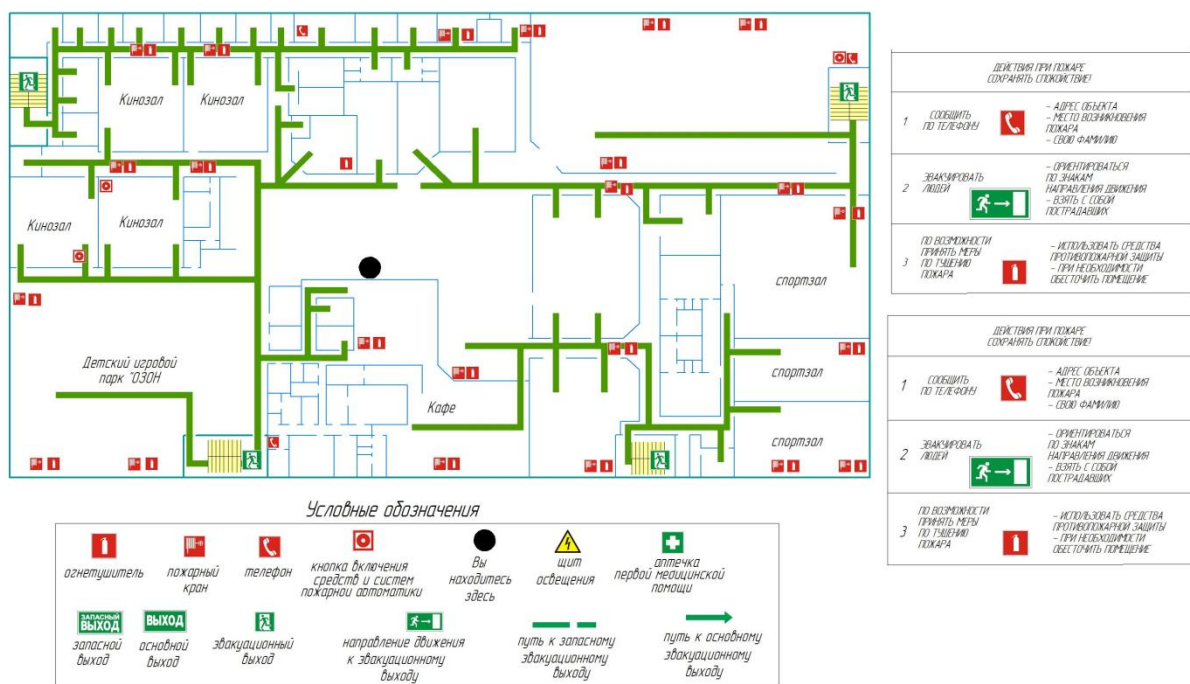 Кинозал
Кинозал
Кинозал
Кинозал
спортзал
Детский игровой
парк "ОЗОН
спортзал
Кафе
спортзал
ДЕЙСТВИЯ ПРИ ПОЖАРЕ
СОХРАНЯТЬ СПОКОЙСТВИЕ!
1 СООБЩИТЬ
ПО ТЕЛЕФОНУ
– АДРЕС ОБЪЕКТА
– МЕСТО ВОЗНИКНОВЕНИЯ
ПОЖАРА
– СВОЮ ФАМИЛИЮ
2 ЭВАКУИРОВАТЬ
ЛЮДЕЙ
– ОРИЕНТИРОВАТЬСЯ
ПО ЗНАКАМ
НАПРАВЛЕНИЯ ДВИЖЕНИЯ
– ВЗЯТЬ С СОБОЙ
ПОСТРАДАВШИХ
3 ПО ВОЗМОЖНОСТИ
ПРИНЯТЬ МЕРЫ
ПО ТУШЕНИЮ
ПОЖАРА
– ИСПОЛЬЗОВАТЬ СРЕДСТВА
ПРОТИВОПОЖАРНОЙ ЗАЩИТЫ
– ПРИ НЕОБХОДИМОСТИ
ОБЕСТОЧИТЬ ПОМЕЩЕНИЕ
ДЕЙСТВИЯ ПРИ ПОЖАРЕ
СОХРАНЯТЬ СПОКОЙСТВИЕ!
1 СООБЩИТЬ
ПО ТЕЛЕФОНУ
– АДРЕС ОБЪЕКТА
– МЕСТО ВОЗНИКНОВЕНИЯ
ПОЖАРА
– СВОЮ ФАМИЛИЮ
2 ЭВАКУИРОВАТЬ
ЛЮДЕЙ
– ОРИЕНТИРОВАТЬСЯ
ПО ЗНАКАМ
НАПРАВЛЕНИЯ ДВИЖЕНИЯ
– ВЗЯТЬ С СОБОЙ
ПОСТРАДАВШИХ
3 ПО ВОЗМОЖНОСТИ
ПРИНЯТЬ МЕРЫ
ПО ТУШЕНИЮ
ПОЖАРА
– ИСПОЛЬЗОВАТЬ СРЕДСТВА
ПРОТИВОПОЖАРНОЙ ЗАЩИТЫ
– ПРИ НЕОБХОДИМОСТИ
ОБЕСТОЧИТЬ ПОМЕЩЕНИЕ
Условные обозначения
огнетушитель
пожарный
кран
телефон
кнопка включения
средств и систем
пожарной автоматики
Вы
находитесь
здесь
щит
освещения
аптечка
первой медицинской
помощи
ЗАПАСНЫЙ
ВЫХОД
запасной
выход
ВЫХОД
основной
выход
эвакуационный
выход
направление движения
к эвакуационному
выходу
путь к запасному
эвакуационному
выходу
путь к основному
эвакуационному
выходу